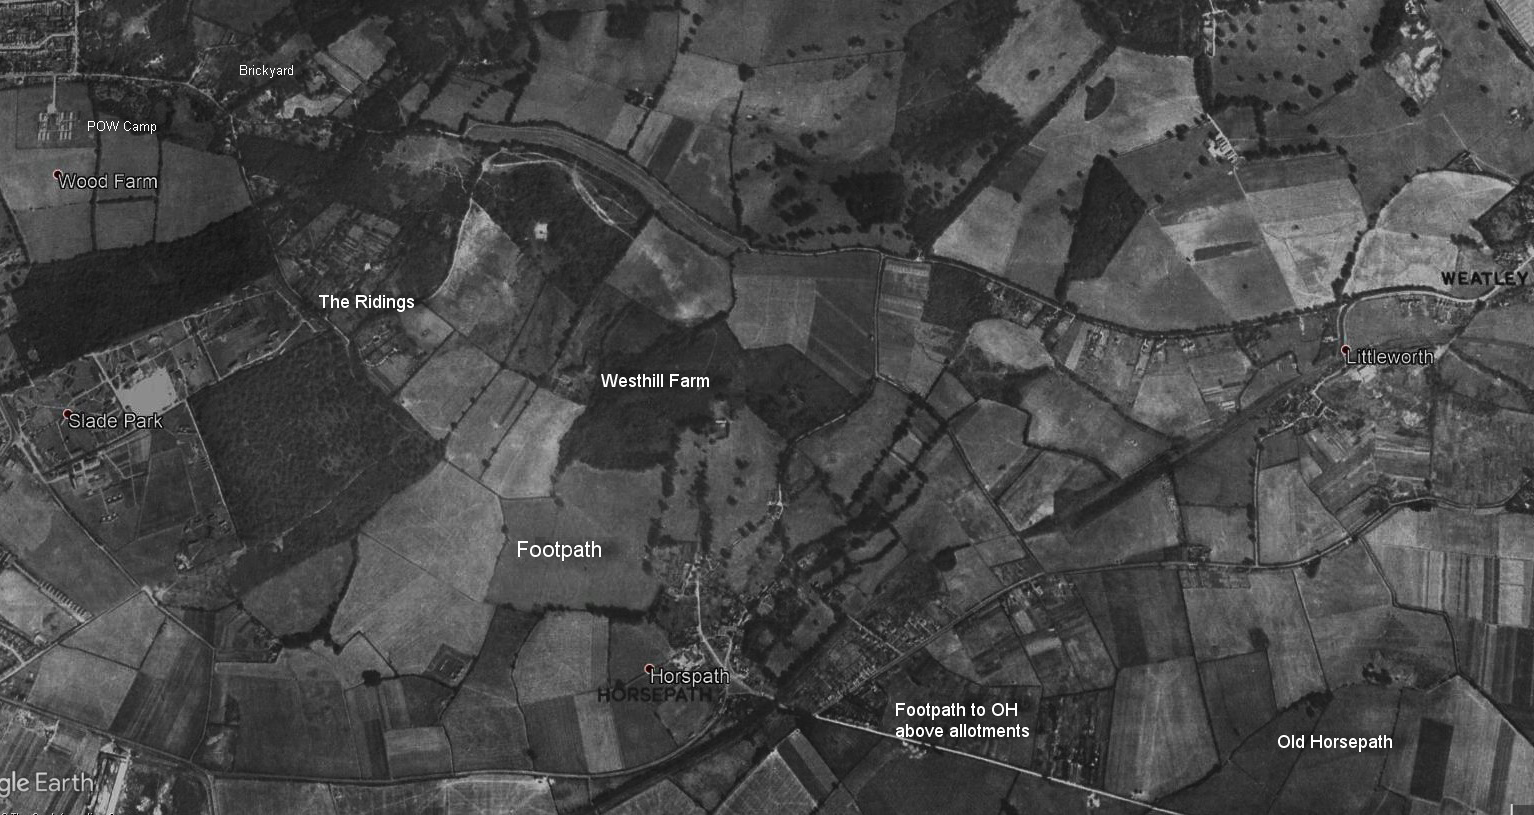 Brickyard
POW Camp
Wood Farm
WEATLEY
The Ridings
Littleworth
Westhill Farm
Slade Park
Footpath
Horspath
HORSEPATH
Footpath to OH
above allotments
Old Horsepath
gle Earth